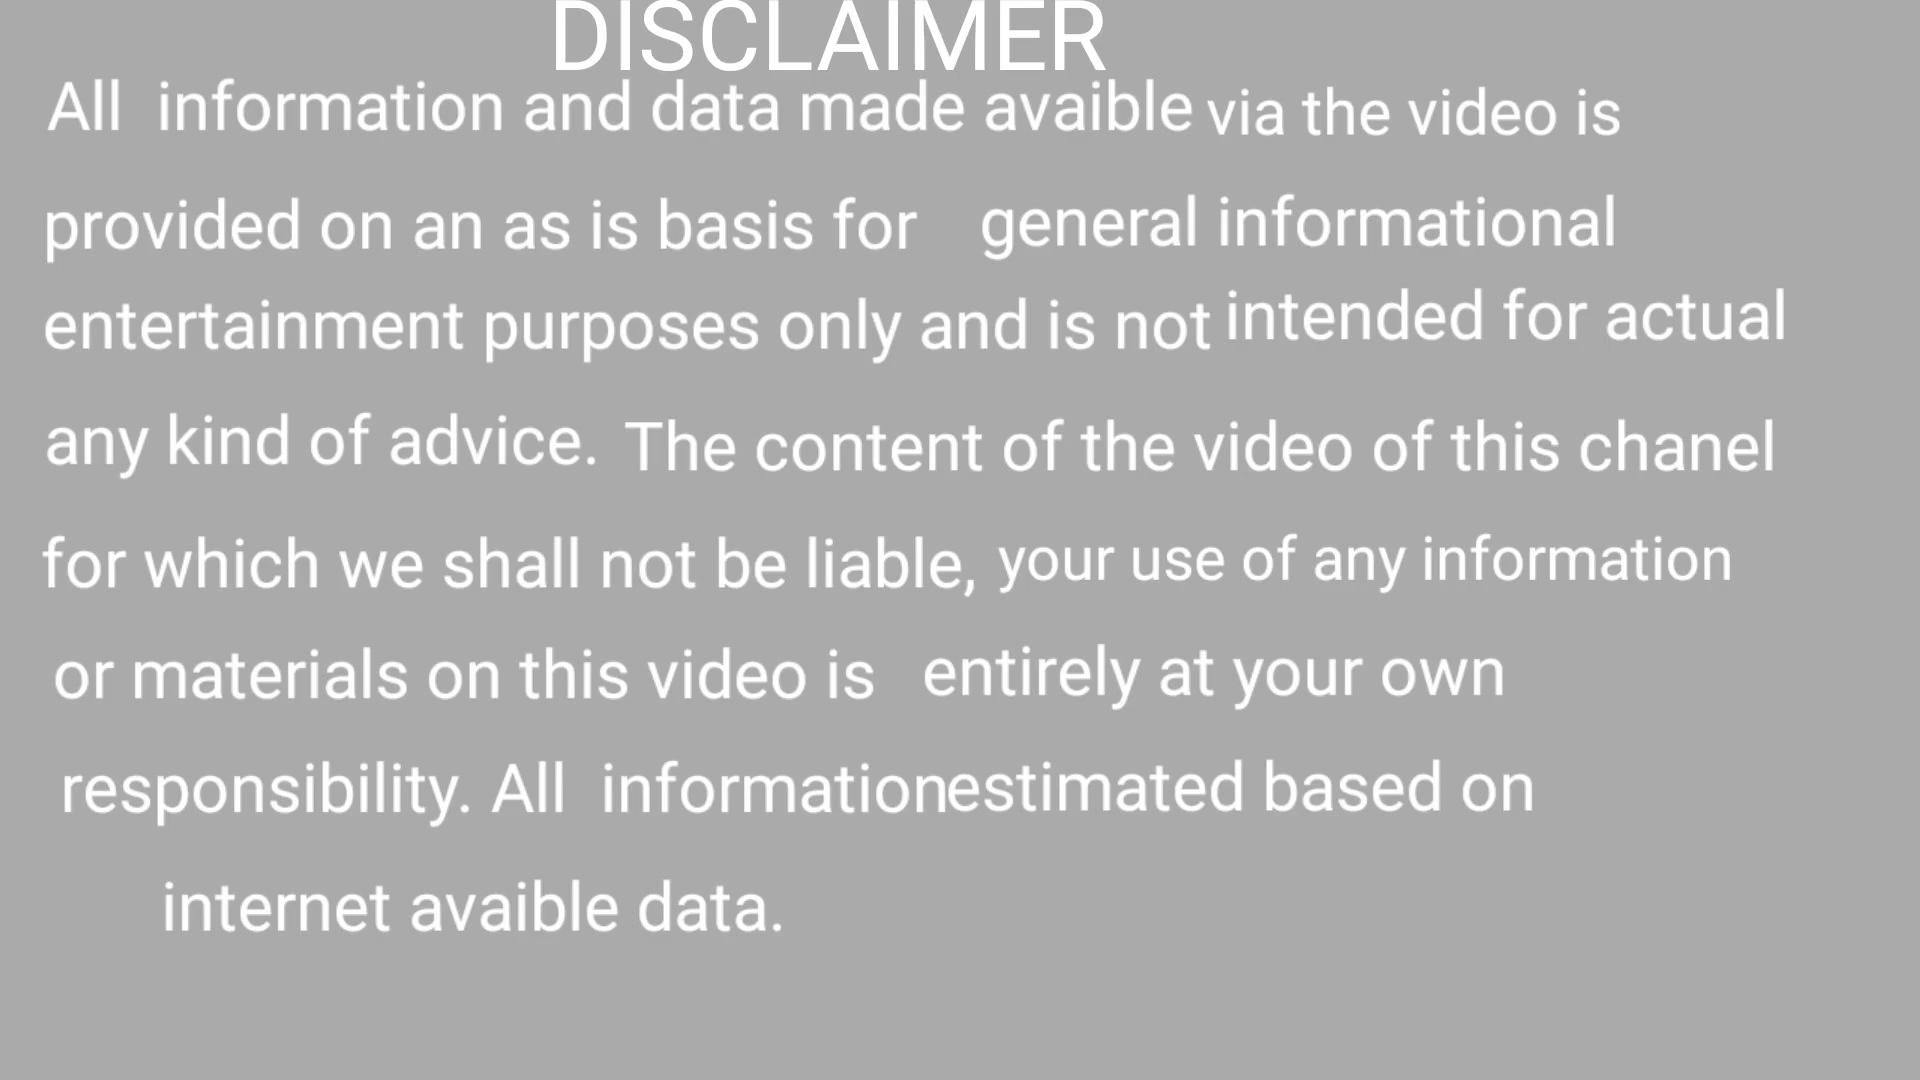 DISCLAIMER
All information and data made avaible via the video is
provided on an as is basis for general informational
entertainment purposes only and is not intended for actual
any kind of advice. The content of the video of this chanel
for which we shall not be liable, your use of any information
or materials on this video is entirely at your own
responsibility. All informationestimated based on
internet avaible data.